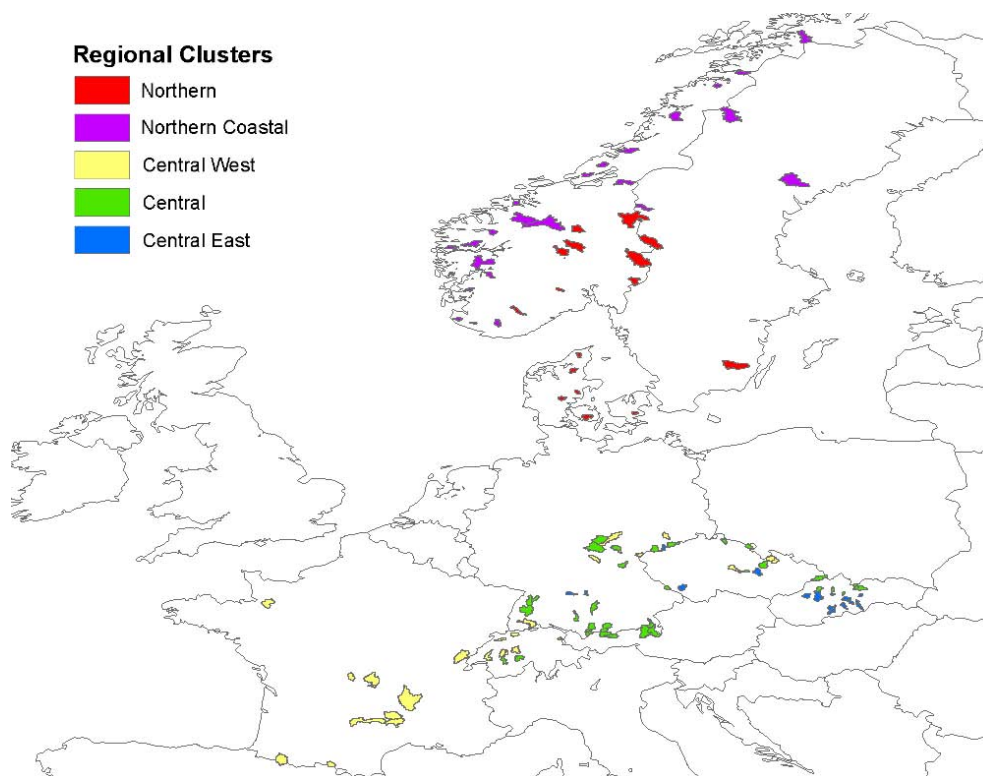 Regional Clusters
Northern
Northern Coastal
Central West
Central
Central East